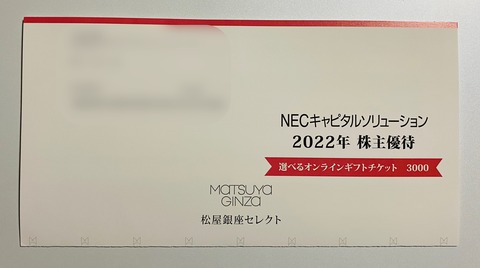 NECキャピタルソリューション
2022年 株主優待
選べるオンラインギフトチケット 3000
MATSUYA
GINZA
松屋銀座セレクト